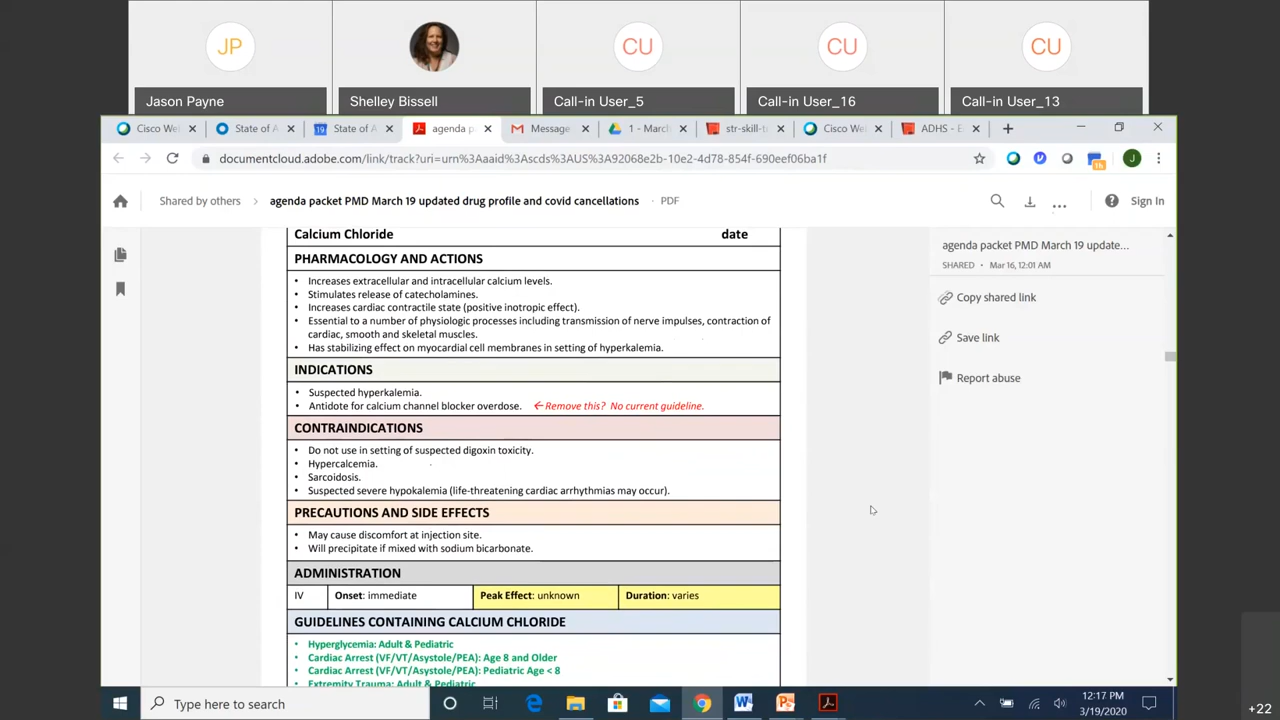 JP
CU
CU
CU
Jason Payne
Shelley Bissell
Call-in User_5
Call-in User_16
Call-in User_13
Cisco We
State of A
19
State of A
agenda p
Message
1 - March
str-skill-t
Cisco We
ADHS - E
documentcloud.adobe.com/link/track?uri=urn%3Aaaid%3Ascds%3AUS%3A92068e2b-10e2-4d78-854f-690eef06ba1f
J
Shared by others
agenda packet PMD March 19 updated drug profile and covid cancellations
PDF
Sign In
Calcium Chloride date
PHARMACOLOGY AND ACTIONS
• Increases extracellular and intracellular calcium levels.
• Stimulates release of catecholamines.
• Increases cardiac contractile state (positive inotropic effect).
• Essential to a number of physiologic processes including transmission of nerve impulses, contraction of
cardiac, smooth and skeletal muscles.
• Has stabilizing effect on myocardial cell membranes in setting of hyperkalemia.
INDICATIONS
• Suspected hyperkalemia.
• Antidote for calcium channel blocker overdose. ← Remove this? No current guideline.
CONTRAINDICATIONS
• Do not use in setting of suspected digoxin toxicity.
• Hypercalcemia.
• Sarcoidosis.
• Suspected severe hypokalemia (life-threatening cardiac arrhythmias may occur).
PRECAUTIONS AND SIDE EFFECTS
• May cause discomfort at injection site.
• Will precipitate if mixed with sodium bicarbonate.
ADMINISTRATION
IV Onset: immediate Peak Effect: unknown Duration: varies
GUIDELINES CONTAINING CALCIUM CHLORIDE
• Hyperglycemia: Adult & Pediatric
• Cardiac Arrest (VF/VT/Asystole/PEA): Age 8 and Older
• Cardiac Arrest (VF/VT/Asystole/PEA): Pediatric Age < 8
• Extremity Trauma: Adult & Pediatric
agenda packet PMD March 19 update...
SHARED • Mar 16, 12:01 AM
Copy shared link
Save link
Report abuse
Type here to search
12:17 PM
3/19/2020
+22